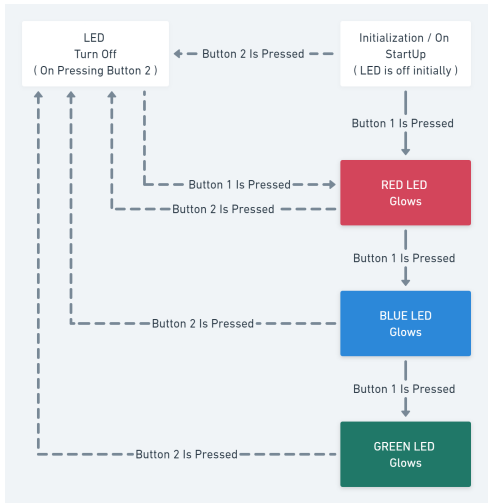 LED
Turn Off
( On Pressing Button 2 )
Button 2 Is Pressed
Initialization / On
StartUp
( LED is off initially )
Button 1 Is Pressed
Button 1 Is Pressed
RED LED
Glows
Button 2 Is Pressed
Button 1 Is Pressed
BLUE LED
Glows
Button 2 Is Pressed
Button 1 Is Pressed
GREEN LED
Glows
Button 2 Is Pressed